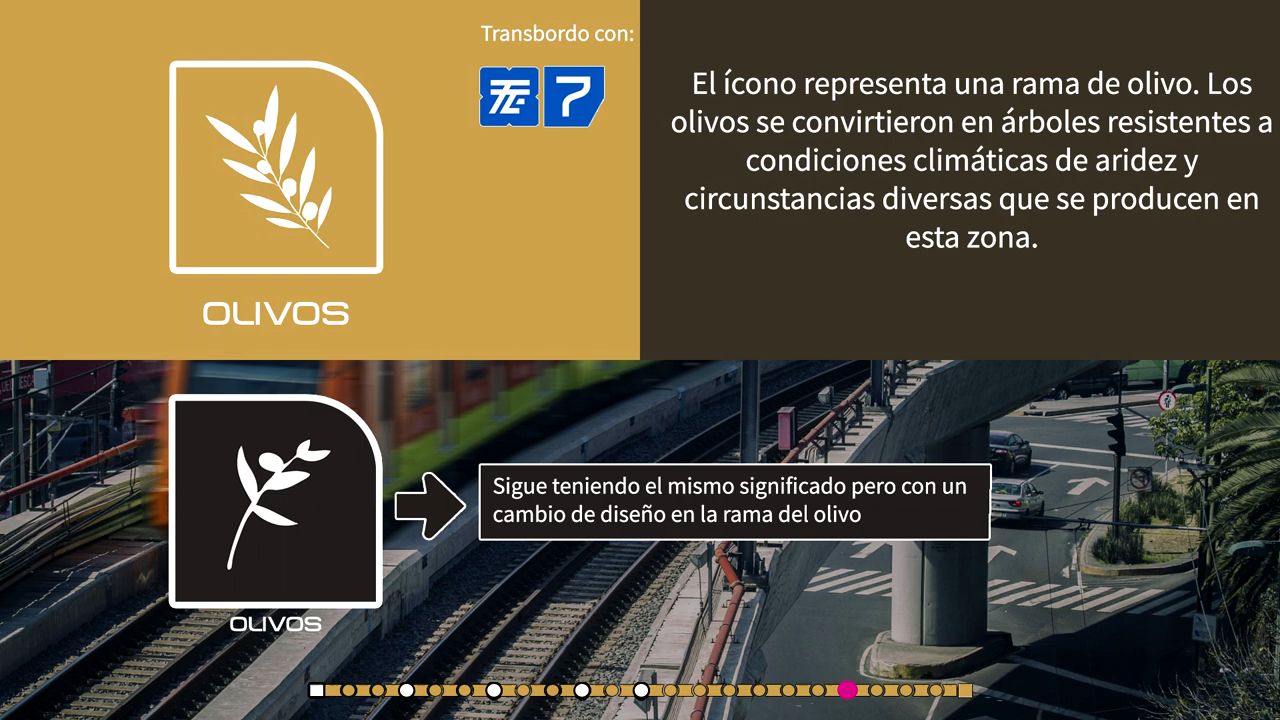 Transbordo con:
TE 7
El ícono representa una rama de olivo. Los
olivos se convirtieron en árboles resistentes a
condiciones climáticas de aridez y
circunstancias diversas que se producen en
esta zona.
OLIVOS
Sigue teniendo el mismo significado pero con un
cambio de diseño en la rama del olivo
OLIVOS